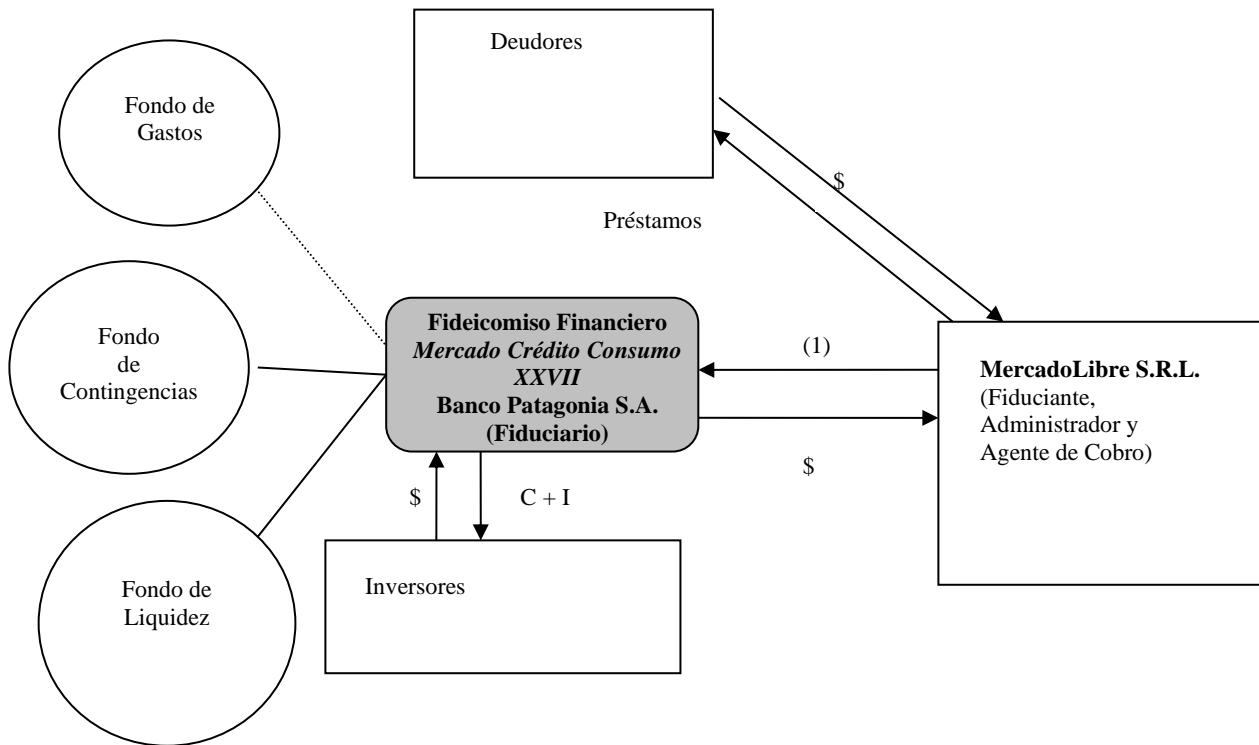 Deudores
Fondo de
Gastos
$
Préstamos
Fideicomiso Financiero
Mercado Crédito Consumo
XXVII
Banco Patagonia S.A.
(Fiduciario)
Fondo
de
Contingencias
(1)
MercadoLibre S.R.L.
(Fiduciante,
Administrador y
Agente de Cobro)
$
$
C + I
Inversores
Fondo de
Liquidez